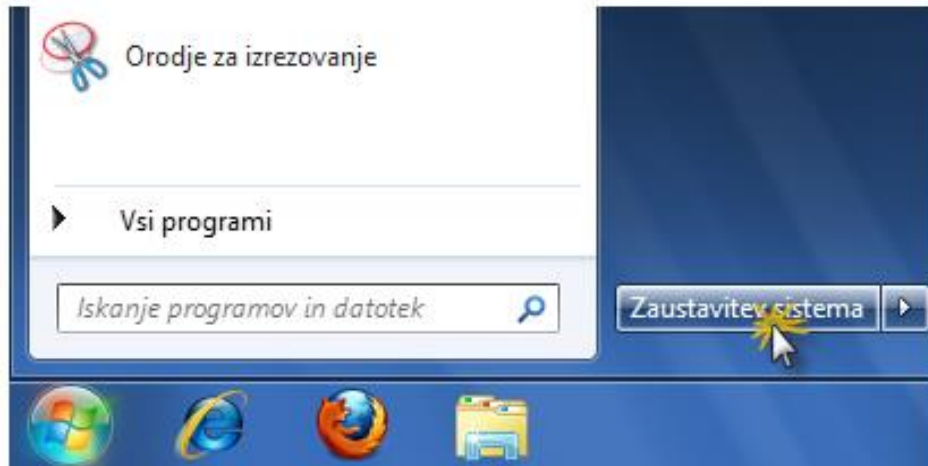 Orodje za izrezovanje
Vsi programi
Iskanje programov in datotek
Zaustavitev sistema